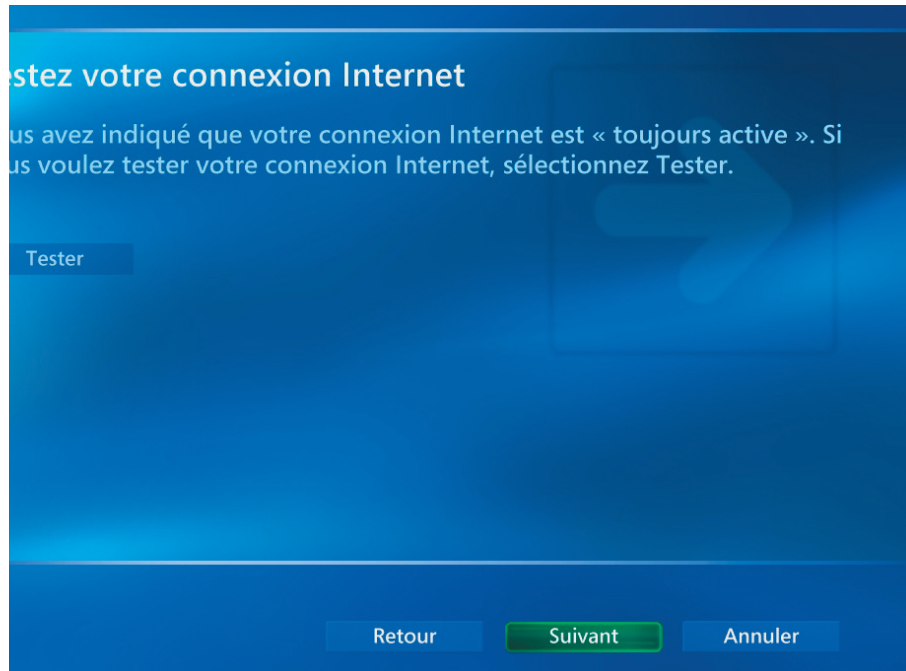 estez votre connexion Internet
us avez indiqué que votre connexion Internet est « toujours active ». Si
us voulez tester votre connexion Internet, sélectionnez Tester.
Tester
Retour
Suivant
Annuler